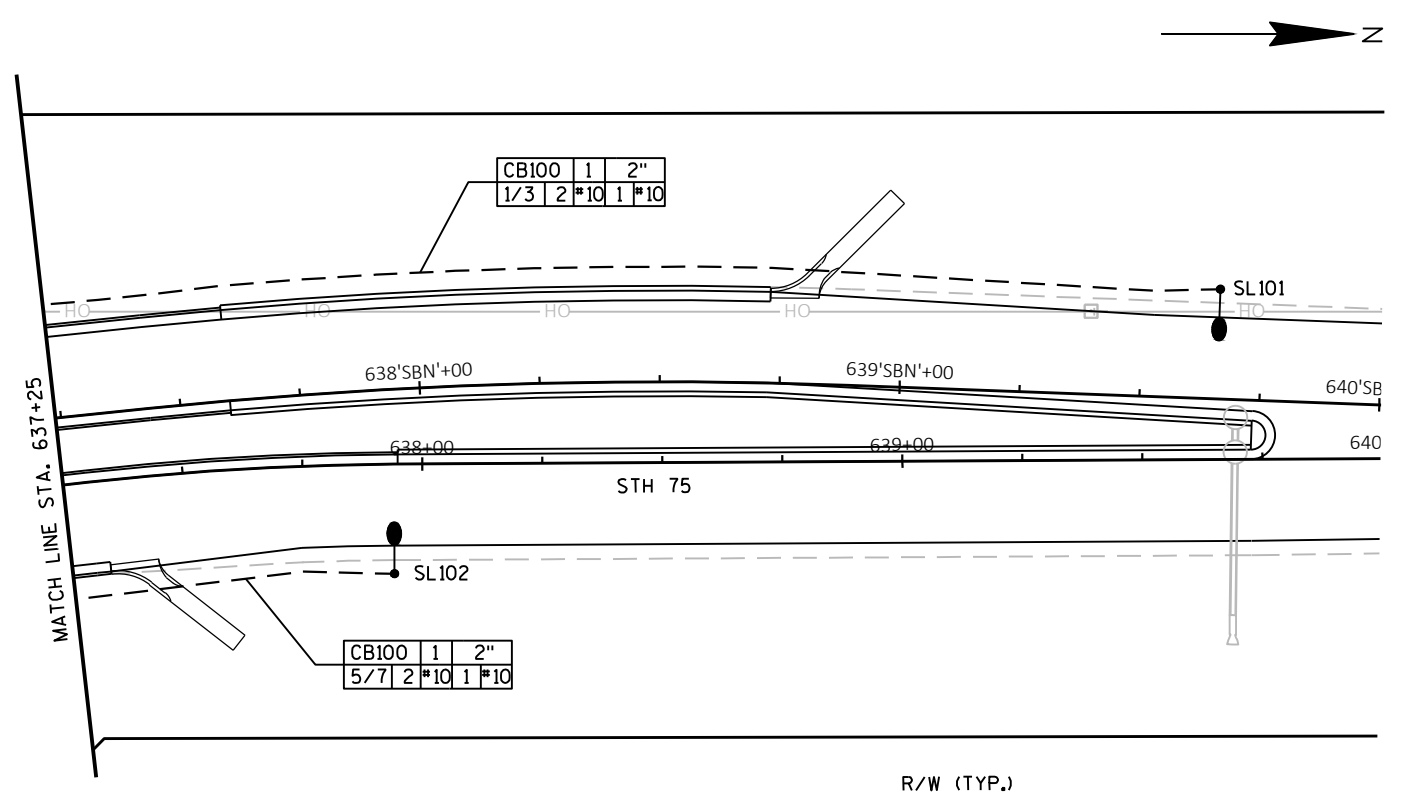 N
CB100 1 2"
1/3 2 #10 1 #10
SL101
HO HO HO HO HO
638'SBN'+00 639'SBN'+00 640'SB
638+00 639+00 640
MATCH LINE STA. 637+25
STH 75
SL102
CB100 1 2"
5/7 2 #10 1 #10
R/W (TYP.)